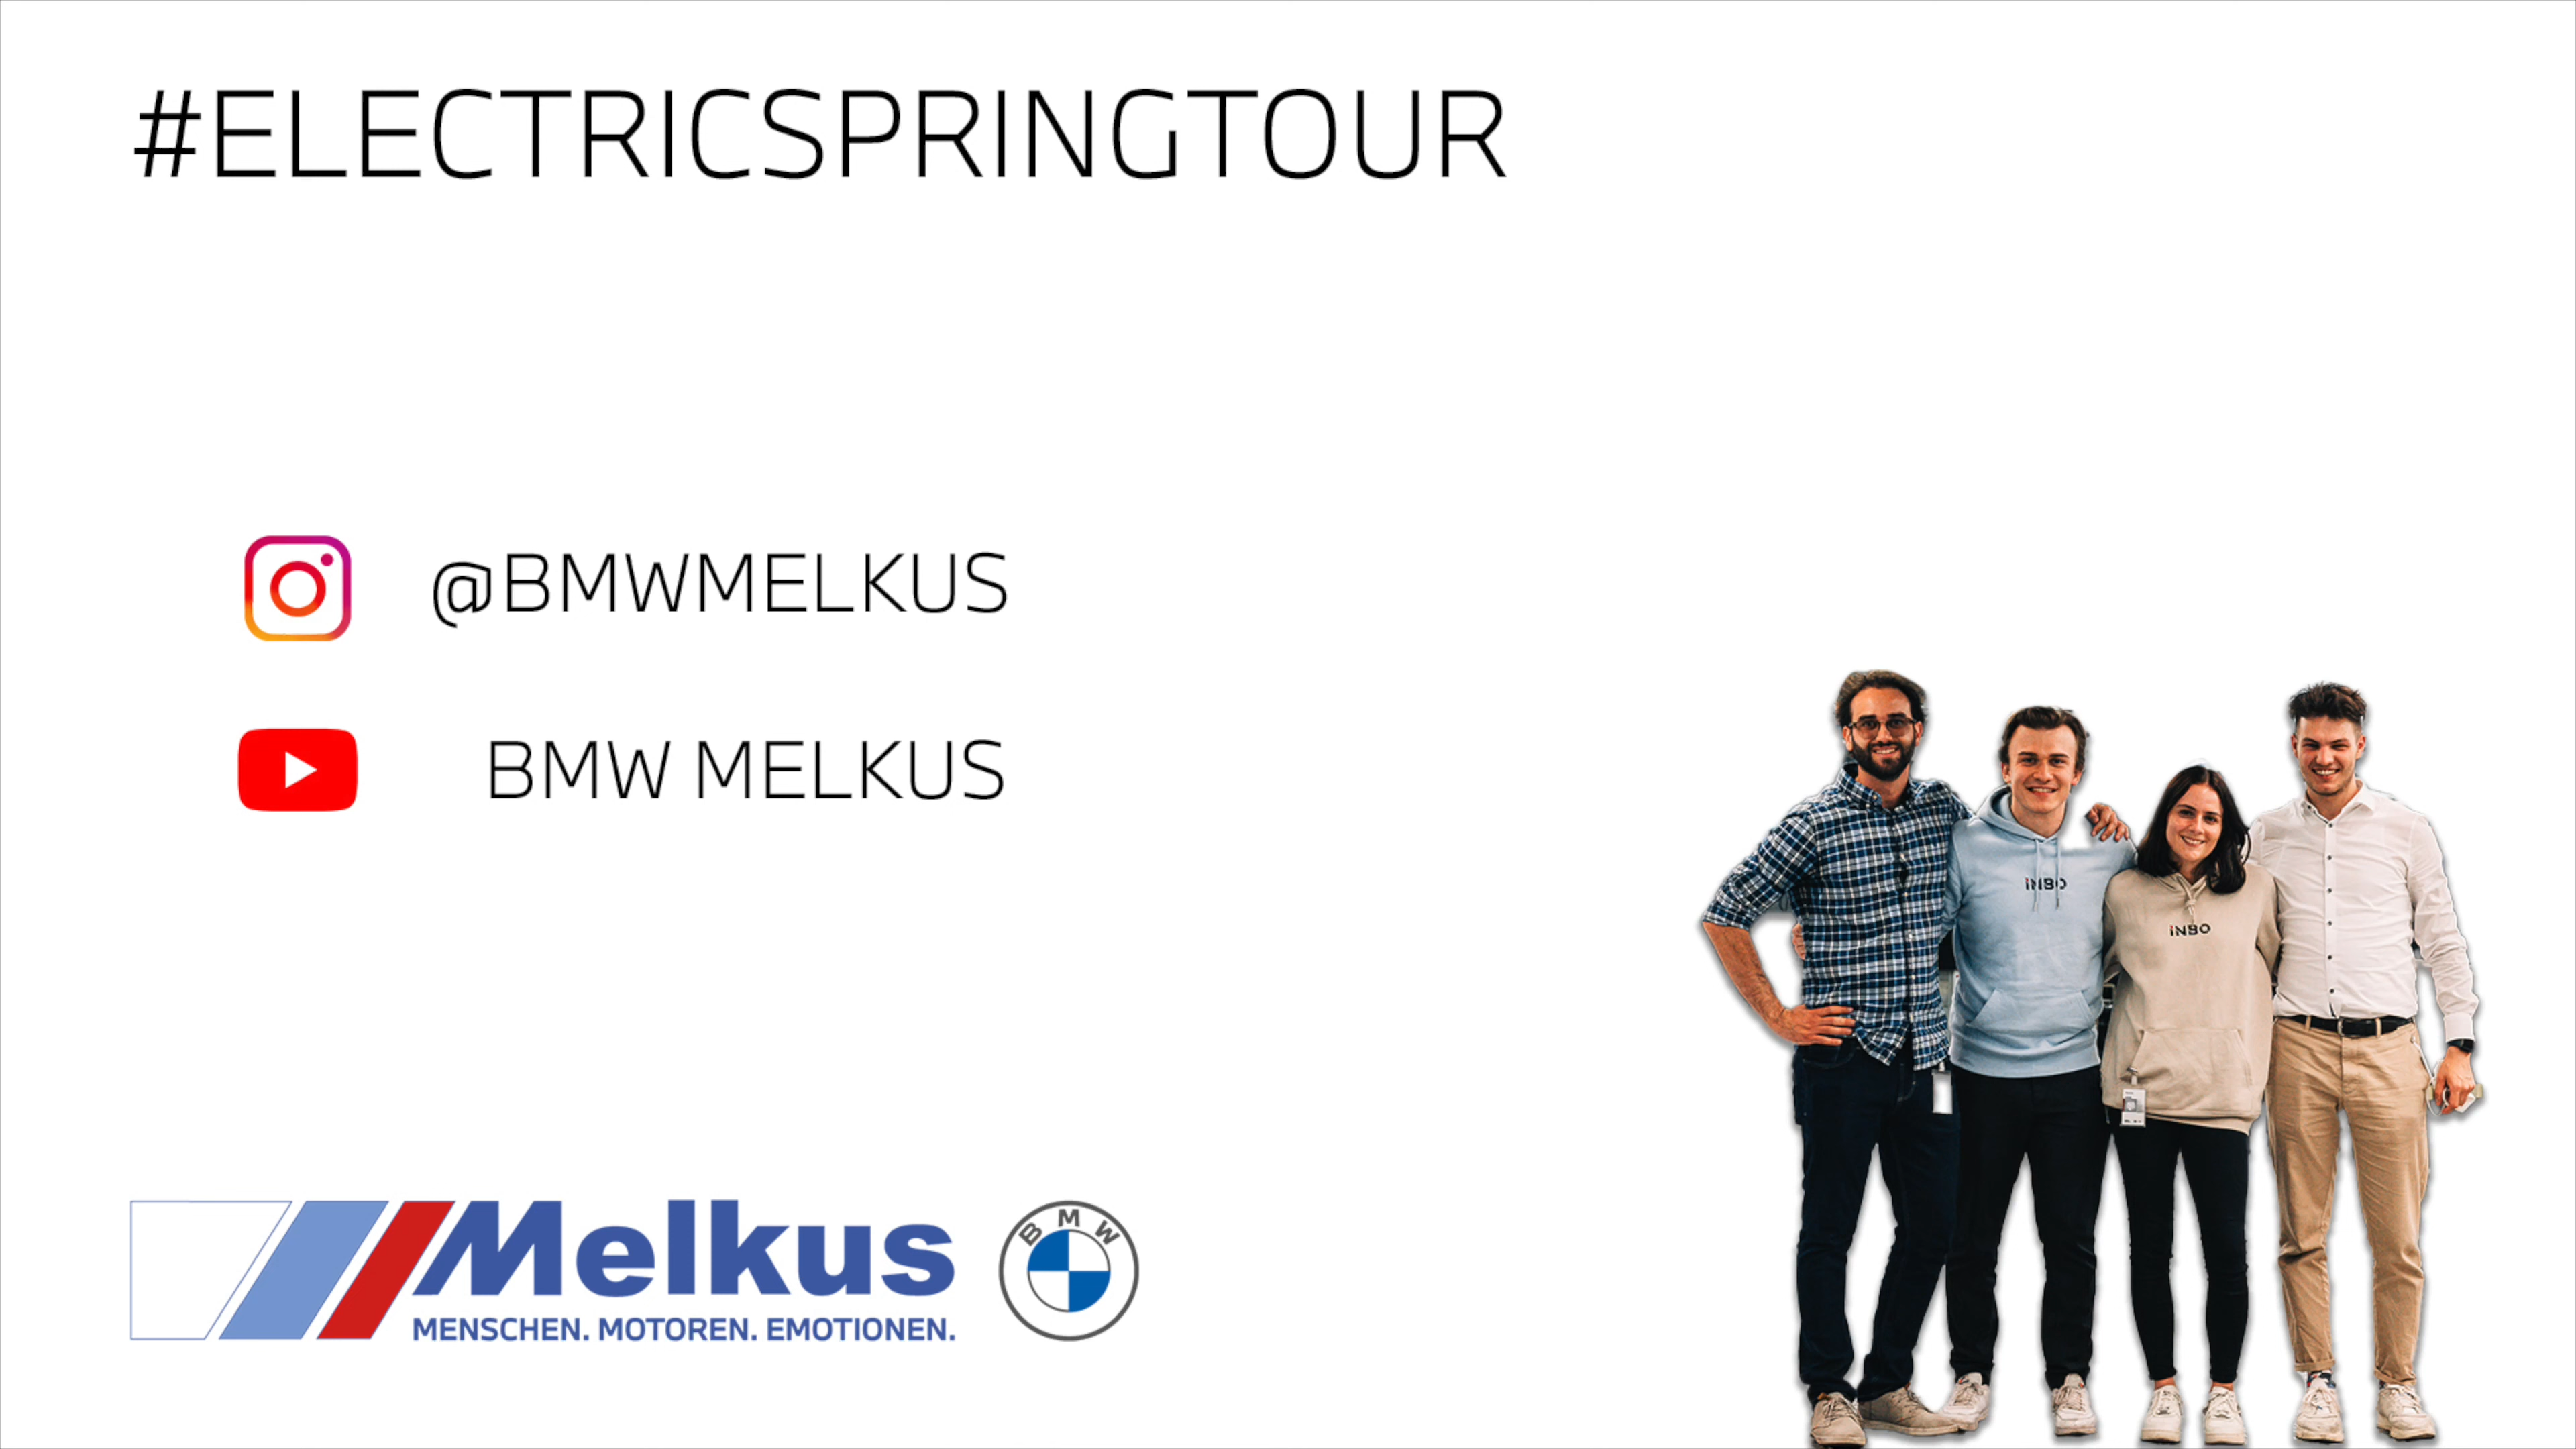 #ELECTRICSPRINGTOUR
@BMWMELKUS
BMW MELKUS
iNBO
iNBO
Melkus
MENSCHEN. MOTOREN. EMOTIONEN.
BMW